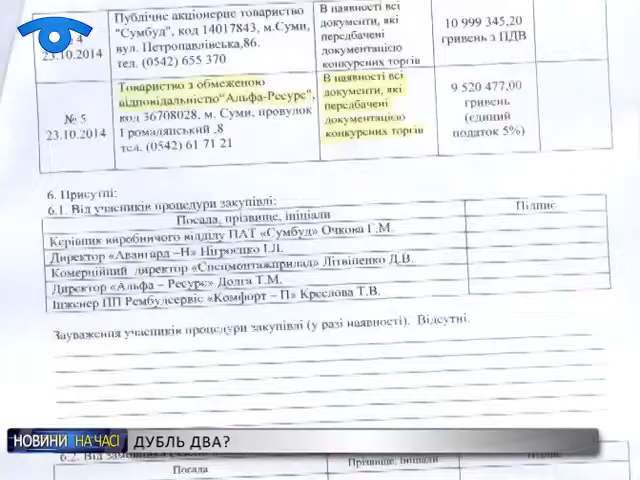 Публічне акціонерне товариство
"Сумбуд", код 14017843, м.Суми,
вул. Петропавлівська,86.
тел. (0542) 655 370
В наявності всі
документи, які
передбачені
документацією
конкурсних торгів
10 999 345,20
гривень з ПДВ
№ 4
23.10.2014
№ 5
23.10.2014
Товариство з обмеженою
відповідальністю"Альфа-Ресурс",
код 36708028, м. Суми, провулок
Громадянський ,8
тел. (0542) 61 71 21
В наявності всі
документи, які
передбачені
документацією
конкурсних торгів
9 520 477,00
гривень
(єдиний
податок 5%)
6. Присутні:
6.1. Від учасників процедури закупівлі:
Посада, прізвище, ініціали
Підпис
Керівник виробничого відділу ПАТ «Сумбуд» Очкова Г.М.
Директор «Авангард –Н» Нігроєнко
Комерційний директор «Спецмонтажприлад» Літвіненко Д.В.
Директор «Альфа – Ресурс» Долга Т.М.
Інженер ПП Рембудсервіс «Комфорт – П» Креслова Т.В.
Зауваження учасників процедури закупівлі (у разі наявності). Відсутні.
НОВИНИ НА ЧАСІ
ДУБЛЬ ДВА?
6.2. Від
Посада
Прізвище, ініціали